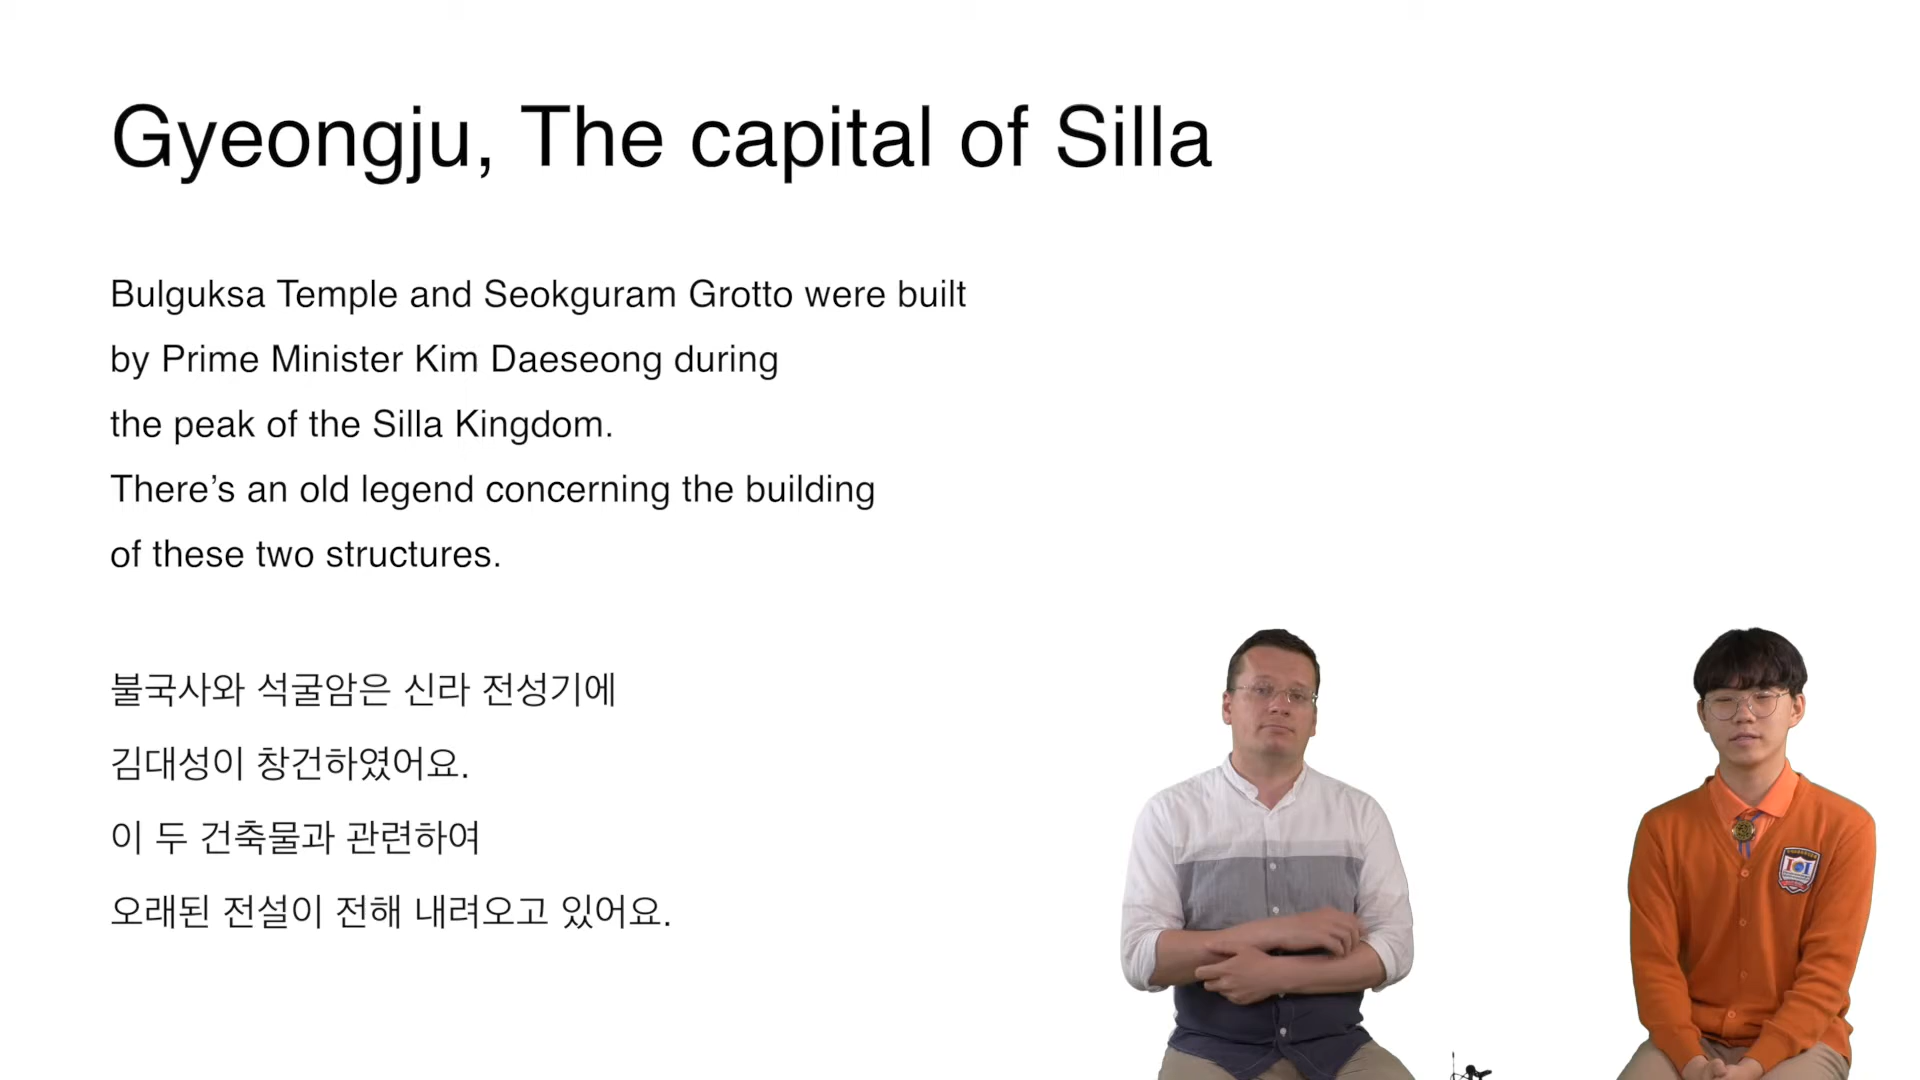 Gyeongju, The capital of Silla
Bulguksa Temple and Seokguram Grotto were built
by Prime Minister Kim Daeseong during
the peak of the Silla Kingdom.
There’s an old legend concerning the building
of these two structures.
불국사와 석굴암은 신라 전성기에
김대성이 창건하였어요.
이 두 건축물과 관련하여
오래된 전설이 전해 내려오고 있어요.